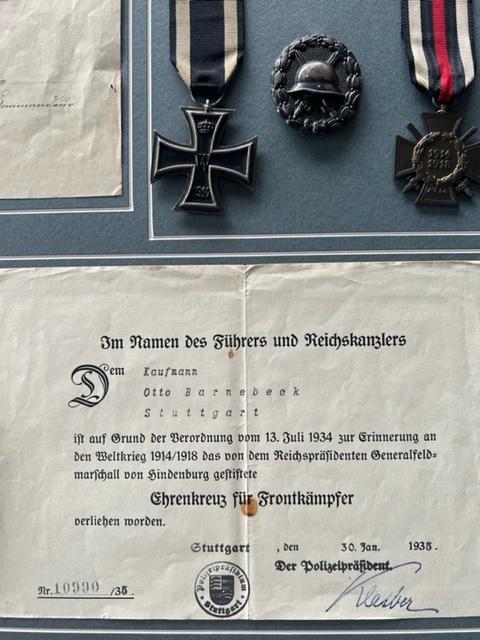 Kommandeur
W
1914
1914
1918
Im Namen des Führers und Reichskanzlers
Dem Kaufmann
Otto Barnebeck
Stuttgart
ist auf Grund der Verordnung vom 13. Juli 1934 zur Erinnerung an
den Weltkrieg 1914/1918 das von dem Reichspräsidenten Generalfeld-
marschall von Hindenburg gestiftete
Ehrenkreuz für Frontkämpfer
verliehen worden.
Stuttgart, den 30. Jan. 1935.
Der Polizeipräsident.
Nr. 10990 /35.
Polizeipräsidium
Stuttgart
Klaiber